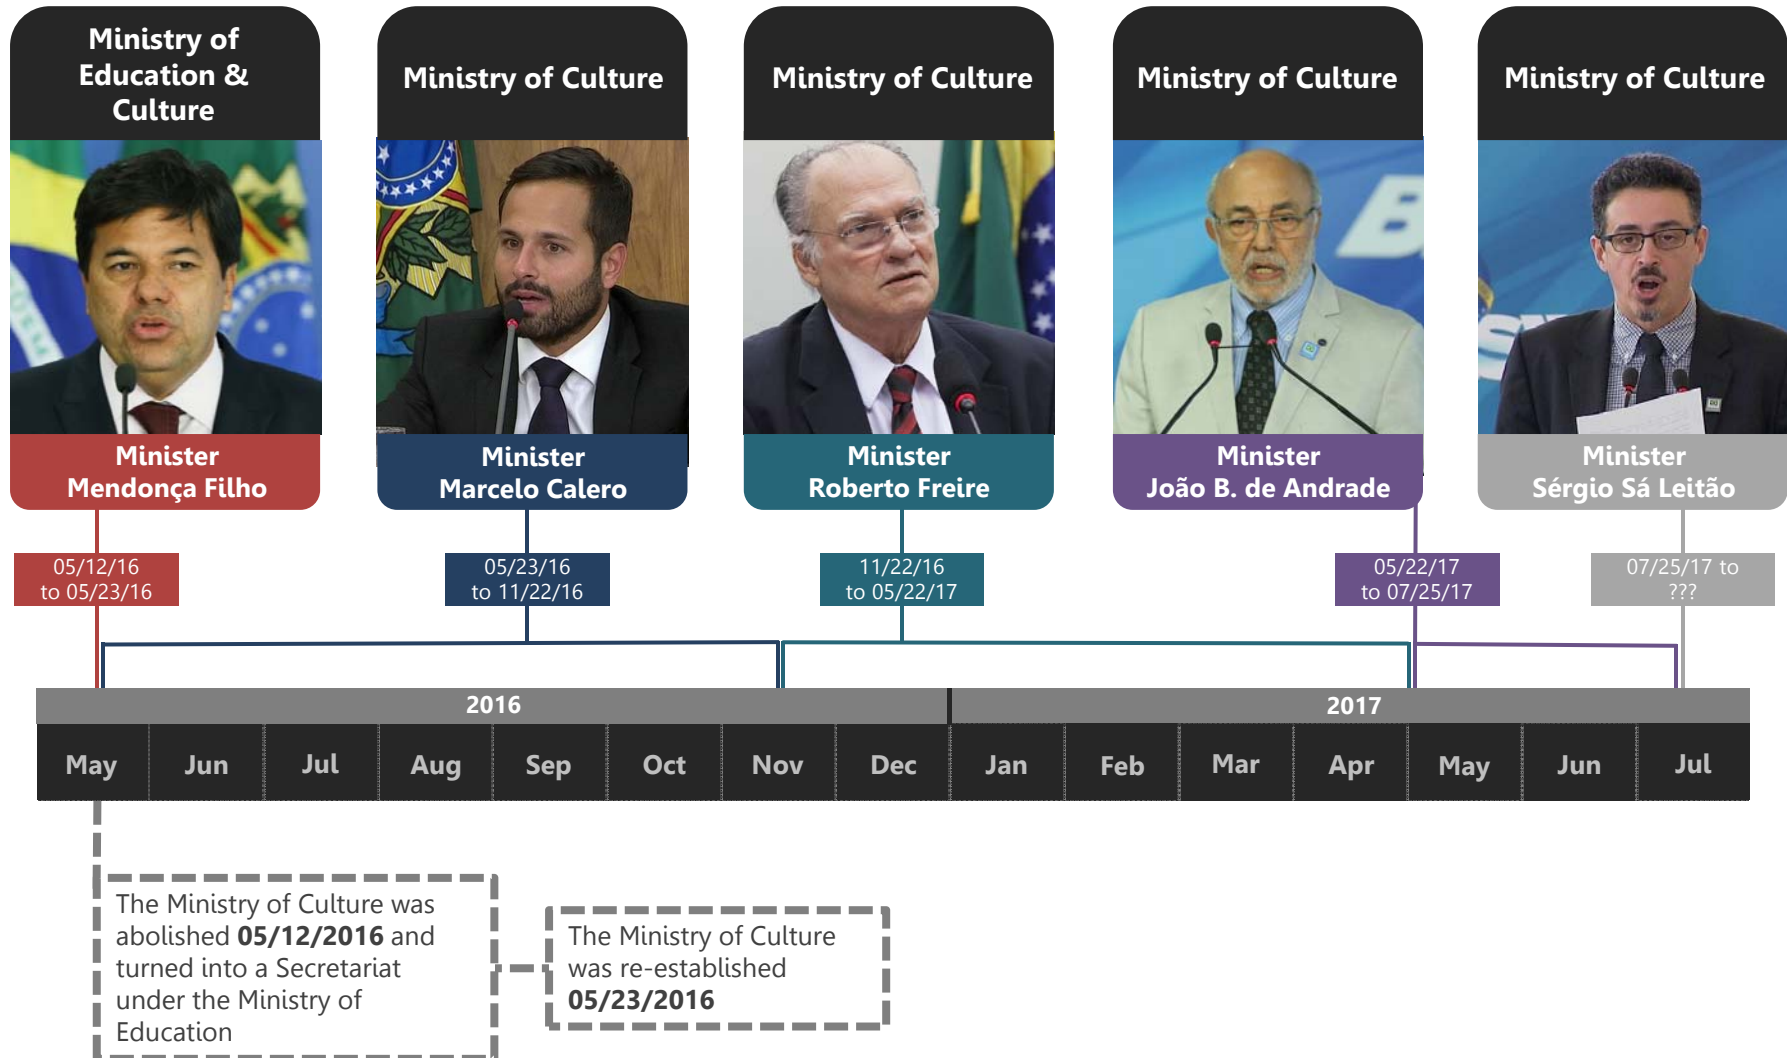 Ministry of
Education &
Culture
Ministry of Culture
Ministry of Culture
Ministry of Culture
Ministry of Culture
Minister
Mendonça Filho
Minister
Marcelo Calero
Minister
Roberto Freire
Minister
João B. de Andrade
Minister
Sérgio Sá Leitão
05/12/16
to 05/23/16
05/23/16
to 11/22/16
11/22/16
to 05/22/17
05/22/17
to 07/25/17
07/25/17 to
???
2016
2017
May Jun Jul Aug Sep Oct Nov Dec Jan Feb Mar Apr May Jun Jul
The Ministry of Culture was
abolished 05/12/2016 and
turned into a Secretariat
under the Ministry of
Education
The Ministry of Culture
was re-established
05/23/2016